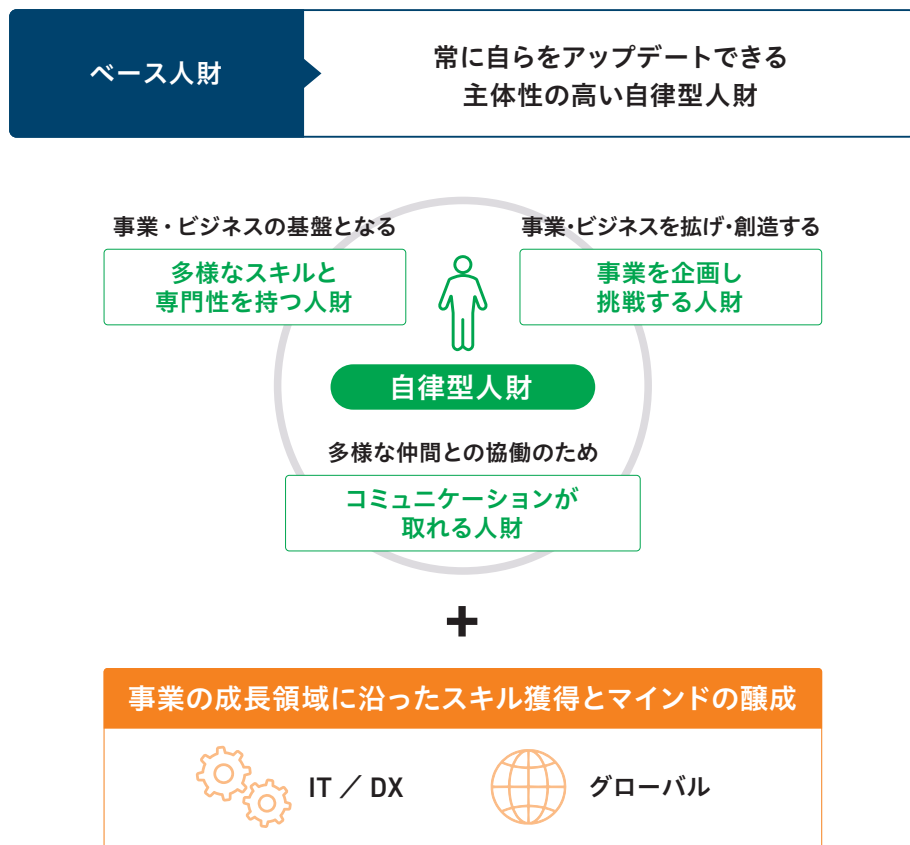 ベース人財
常に自らをアップデートできる
主体性の高い自律型人財
事業・ビジネスの基盤となる
多様なスキルと
専門性を持つ人財
事業・ビジネスを拡げ・創造する
事業を企画し
挑戦する人財
自律型人財
多様な仲間との協働のため
コミュニケーションが
取れる人財
+
事業の成長領域に沿ったスキル獲得とマインドの醸成
IT ／ DX
グローバル